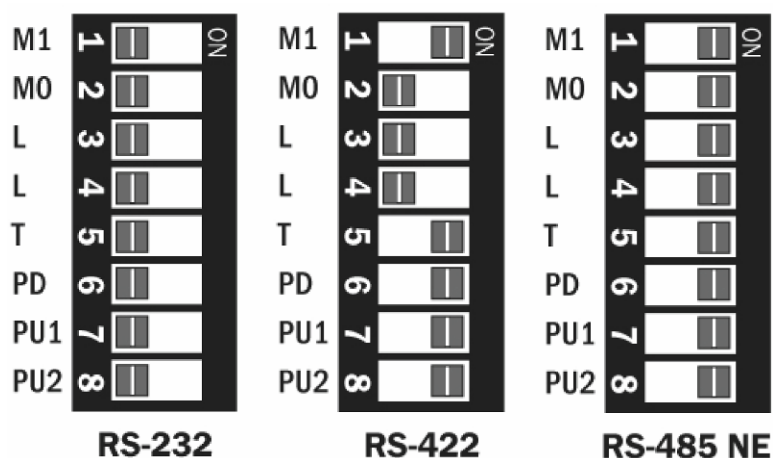 M1 1 ON M1 1 ON M1 1 ON
M0 2 M0 2 M0 2
L 3 L 3 L 3
L 4 L 4 L 4
T 5 T 5 T 5
PD 6 PD 6 PD 6
PU1 7 PU1 7 PU1 7
PU2 8 PU2 8 PU2 8
RS-232 RS-422 RS-485 NE